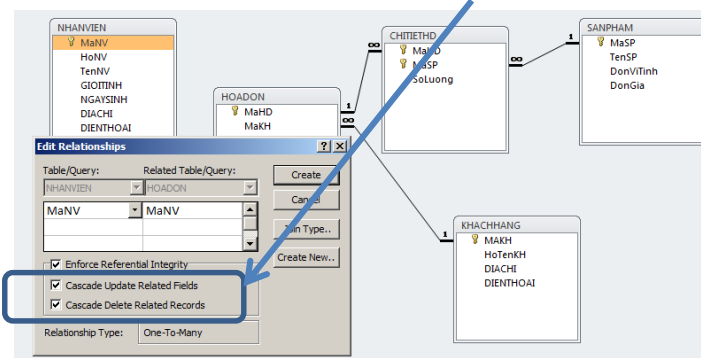 NHANVIEN
MaNV
HoNV
TenNV
GIOITINH
NGAYSINH
DIACHI
DIENTHOAI
HOADON
MaHD
MaKH
CHITIETHD
MaHD
MaSP
SoLuong
SANPHAM
MaSP
TenSP
DonViTinh
DonGia
KHACHHANG
MAKH
HoTenKH
DIACHI
DIENTHOAI
1
∞
∞
∞
1
1
Edit Relationships
Table/Query: Related Table/Query:
NHANVIEN HOADON
MaNV MaNV
Enforce Referential Integrity
Cascade Update Related Fields
Cascade Delete Related Records
Relationship Type: One-To-Many
Create
Cancel
Join Type..
Create New..